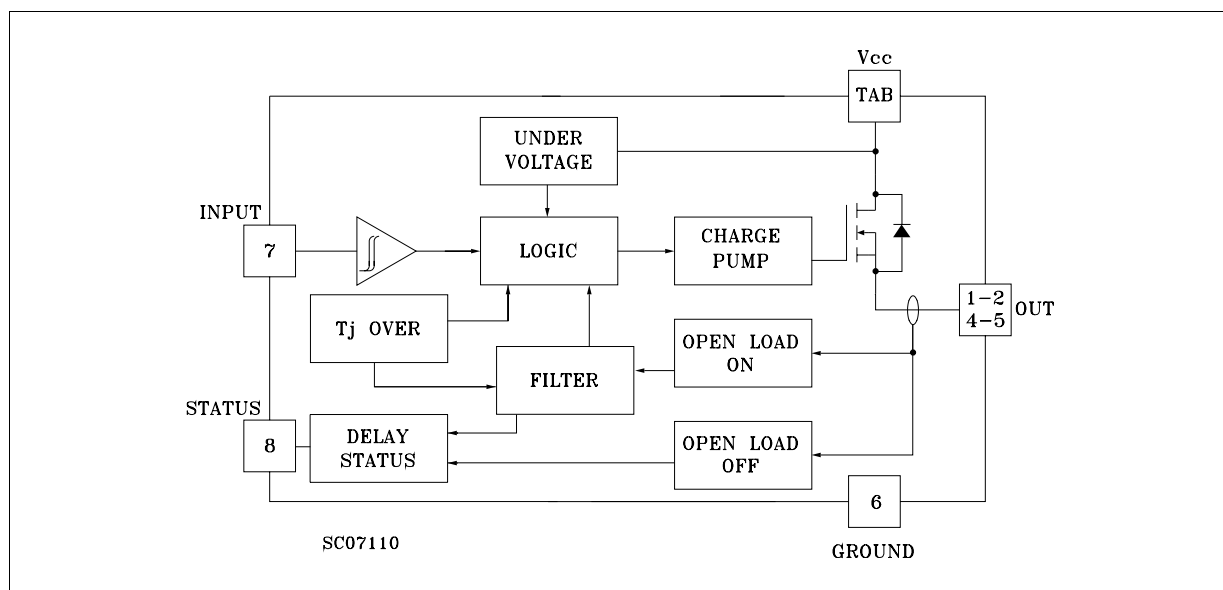 Vcc
TAB
UNDER
VOLTAGE
INPUT
7
LOGIC
CHARGE
PUMP
1-2
4-5
OUT
Tj OVER
OPEN LOAD
ON
FILTER
STATUS
8
DELAY
STATUS
OPEN LOAD
OFF
6
GROUND
SC07110